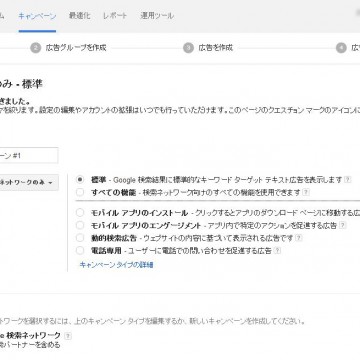 ム キャンペーン 最適化 レポート 運用ツール
2 広告グループを作成 3 広告を作成 4 広告
のみ - 標準
きました。
を絞ります。設定の編集やアカウントの拡張はいつでも行っていただけます。このページのクエスチョン マークのアイコンに
ーン #1
ネットワークのみ
標準 - Google 検索結果に標準的なキーワード ターゲット テキスト広告を表示します ?
すべての機能 - 検索ネットワーク向けのすべての機能を使用できます ?
モバイル アプリのインストール - クリックするとアプリのダウンロード ページに移動する広
モバイル アプリのエンゲージメント - アプリ内で特定のアクションを促進する広告 ?
動的検索広告 - ウェブサイトの内容に基づいて表示される広告です ?
電話専用 - ユーザーに電話での問い合わせを促進する広告 ?
キャンペーン タイプの詳細
トワークを選択するには、上のキャンペーン タイプを編集するか、新しいキャンペーンを作成してください。
e 検索ネットワーク ?
索パートナーを含める